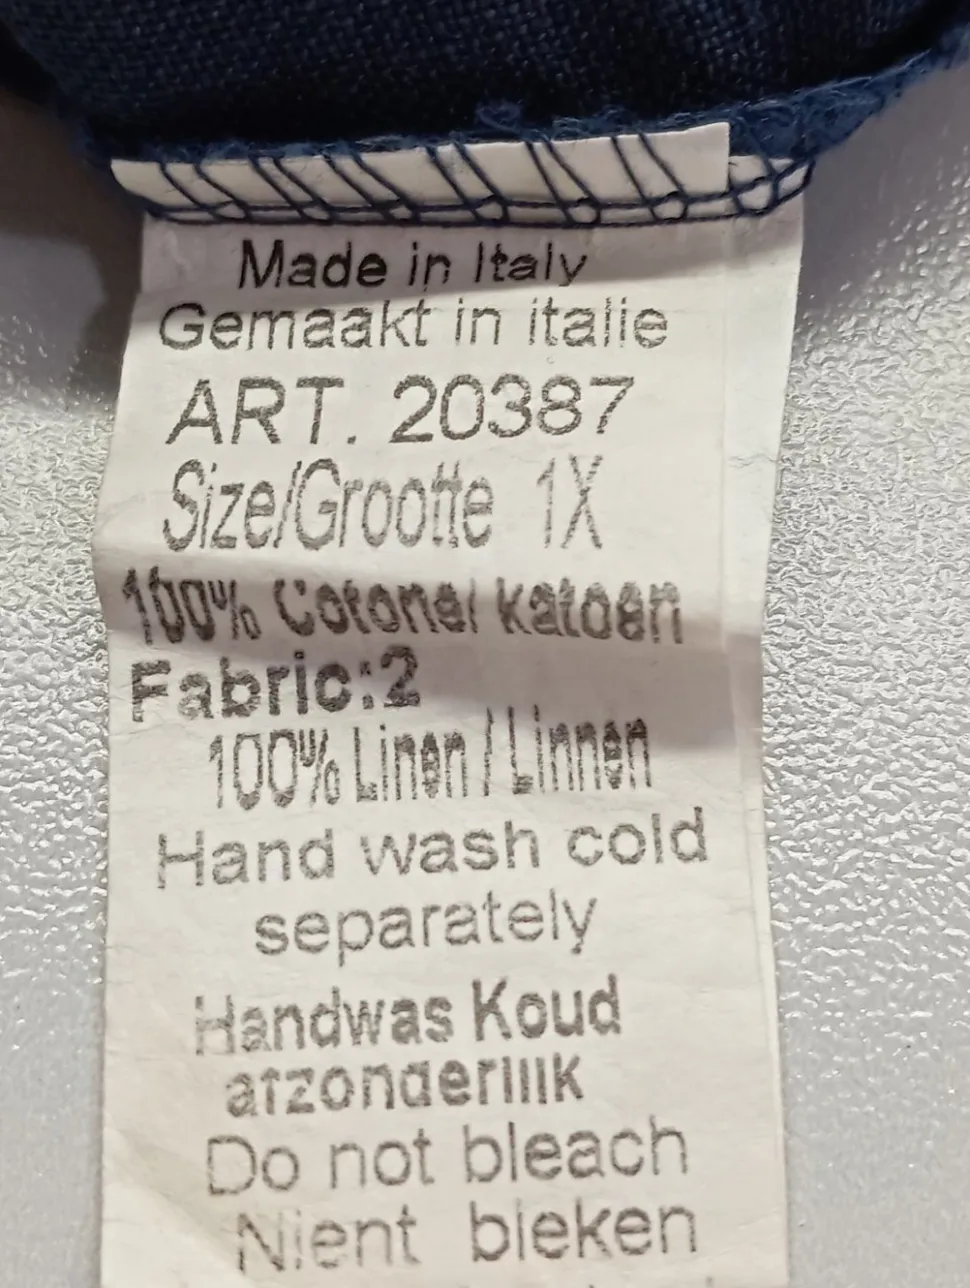 Made in Italy
Gemaakt in italie
ART. 20387
Size/Grootte 1X
100% Cotone/ katoen
Fabric:2
100% Linen / Linnen
Hand wash cold
separately
Handwas Koud
afzonderlijk
Do not bleach
Nient bieken